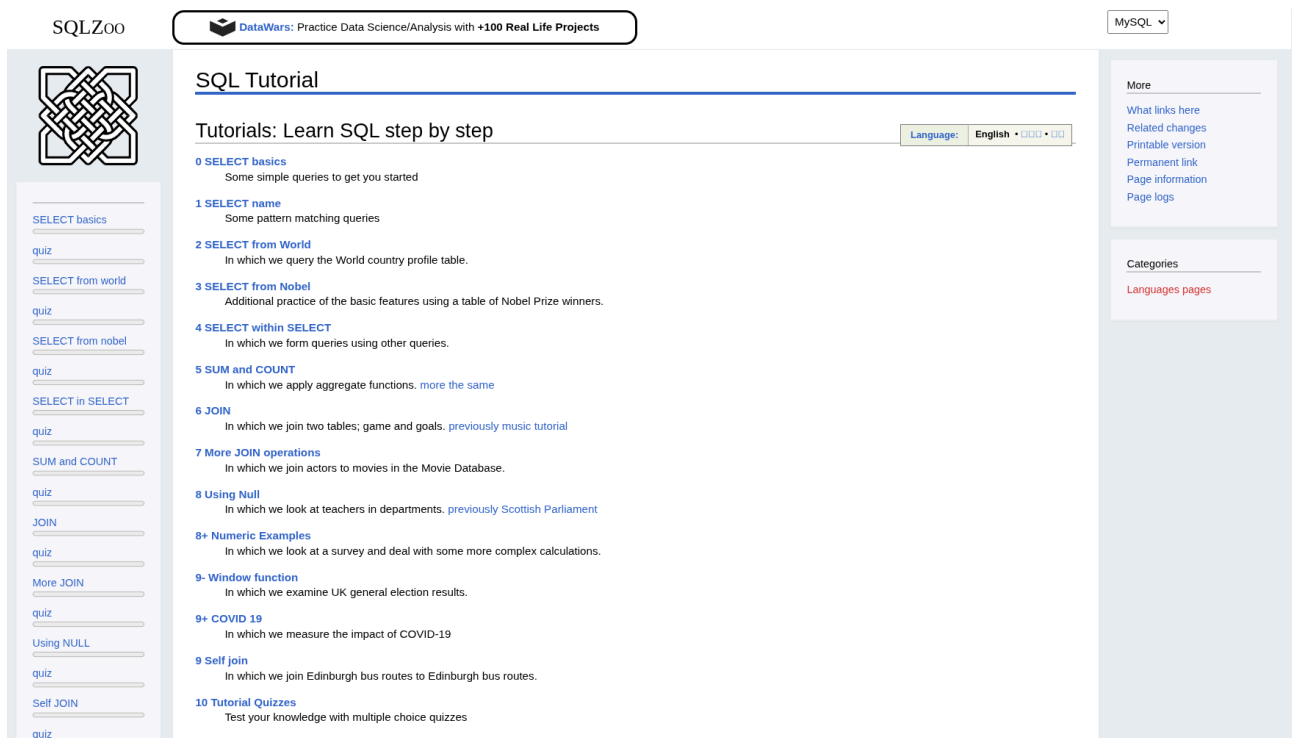 SQLZoo
DataWars: Practice Data Science/Analysis with +100 Real Life Projects
MySQL
SELECT basics
quiz
SELECT from world
quiz
SELECT from nobel
quiz
SELECT in SELECT
quiz
SUM and COUNT
quiz
JOIN
quiz
More JOIN
quiz
Using NULL
quiz
Self JOIN
quiz
SQL Tutorial
Tutorials: Learn SQL step by step
Language: English • •
0 SELECT basics
Some simple queries to get you started
1 SELECT name
Some pattern matching queries
2 SELECT from World
In which we query the World country profile table.
3 SELECT from Nobel
Additional practice of the basic features using a table of Nobel Prize winners.
4 SELECT within SELECT
In which we form queries using other queries.
5 SUM and COUNT
In which we apply aggregate functions. more the same
6 JOIN
In which we join two tables; game and goals. previously music tutorial
7 More JOIN operations
In which we join actors to movies in the Movie Database.
8 Using Null
In which we look at teachers in departments. previously Scottish Parliament
8+ Numeric Examples
In which we look at a survey and deal with some more complex calculations.
9- Window function
In which we examine UK general election results.
9+ COVID 19
In which we measure the impact of COVID-19
9 Self join
In which we join Edinburgh bus routes to Edinburgh bus routes.
10 Tutorial Quizzes
Test your knowledge with multiple choice quizzes
More
What links here
Related changes
Printable version
Permanent link
Page information
Page logs
Categories
Languages pages